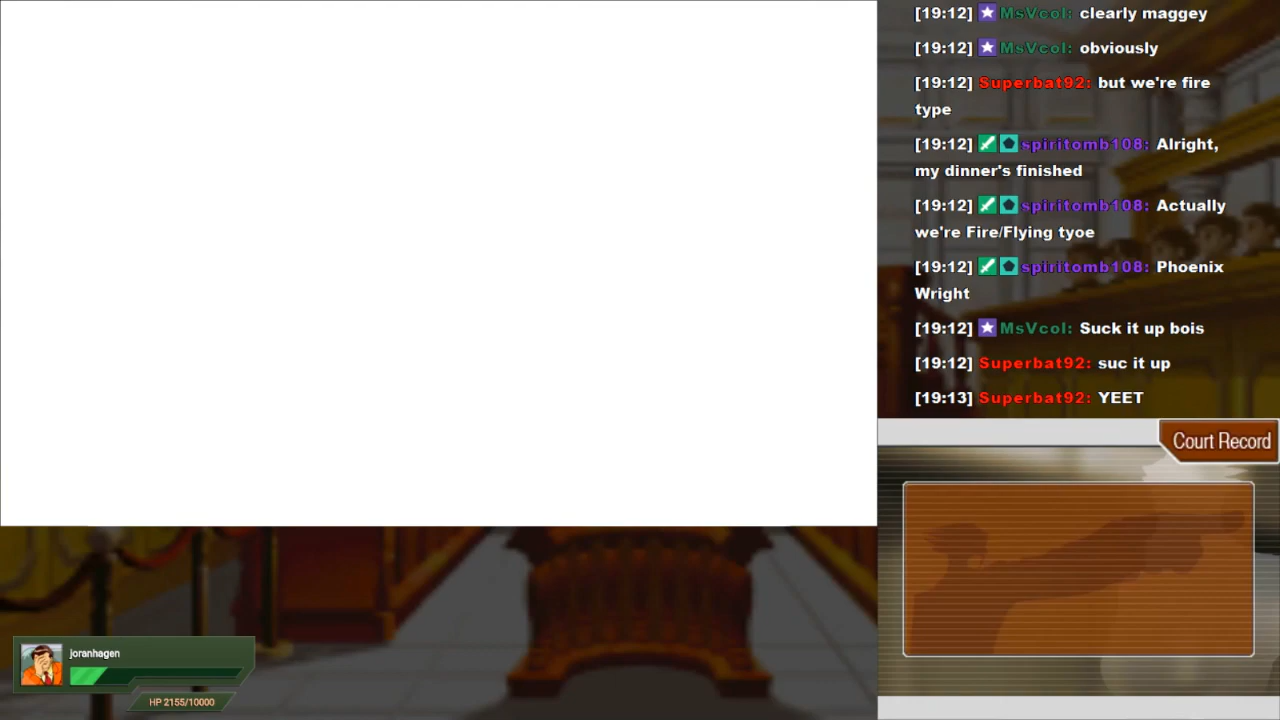 [19:12] MsVcol: clearly maggey
[19:12] MsVcol: obviously
[19:12] Superbat92: but we're fire
type
[19:12] spiritomb108: Alright,
my dinner's finished
[19:12] spiritomb108: Actually
we're Fire/Flying tyoe
[19:12] spiritomb108: Phoenix
Wright
[19:12] MsVcol: Suck it up bois
[19:12] Superbat92: suc it up
[19:13] Superbat92: YEET
Court Record
joranhagen
HP 2155/10000